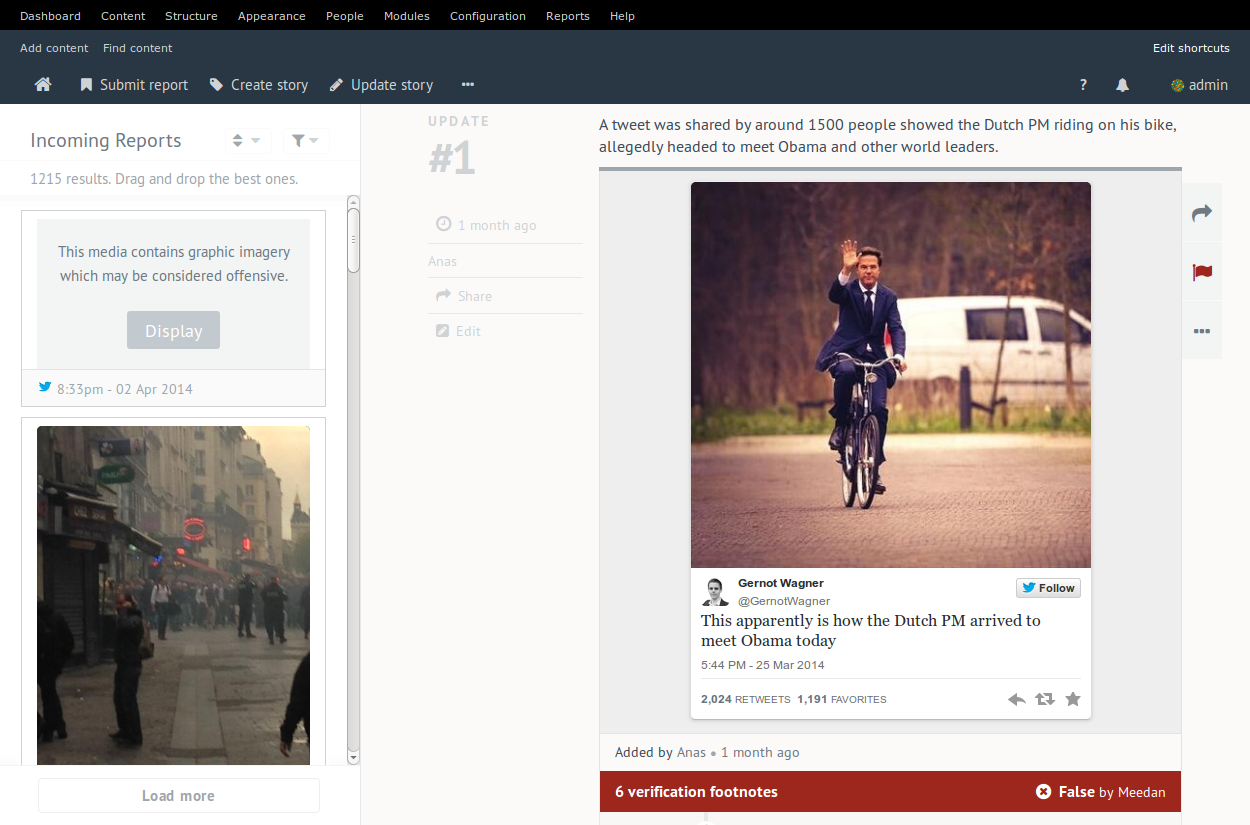 Dashboard Content Structure Appearance People Modules Configuration Reports Help
Add content Find content Edit shortcuts
Submit report Create story Update story ••• ? admin
Incoming Reports
1215 results. Drag and drop the best ones.
This media contains graphic imagery
which may be considered offensive.
Display
8:33pm - 02 Apr 2014
Load more
UPDATE
#1
1 month ago
Anas
Share
Edit
A tweet was shared by around 1500 people showed the Dutch PM riding on his bike,
allegedly headed to meet Obama and other world leaders.
Gernot Wagner
@GernotWagner
Follow
This apparently is how the Dutch PM arrived to
meet Obama today
5:44 PM - 25 Mar 2014
2,024 RETWEETS 1,191 FAVORITES
Added by Anas • 1 month ago
6 verification footnotes False by Meedan